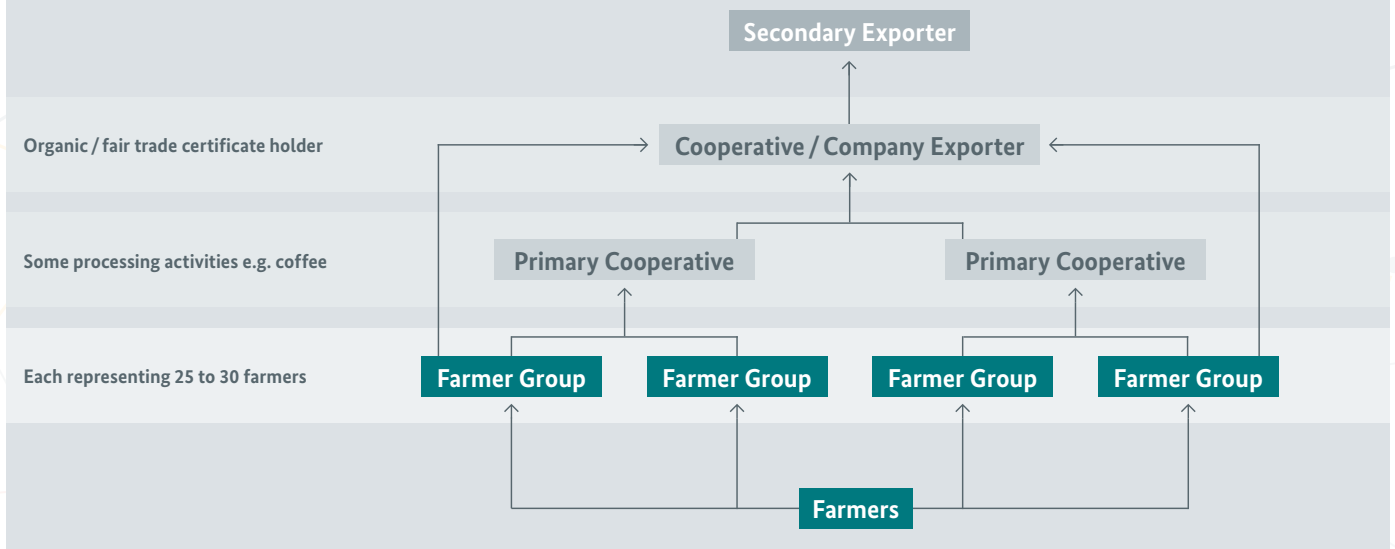 Secondary Exporter
Organic / fair trade certificate holder
Cooperative / Company Exporter
Some processing activities e.g. coffee
Primary Cooperative
Primary Cooperative
Each representing 25 to 30 farmers
Farmer Group
Farmer Group
Farmer Group
Farmer Group
Farmers